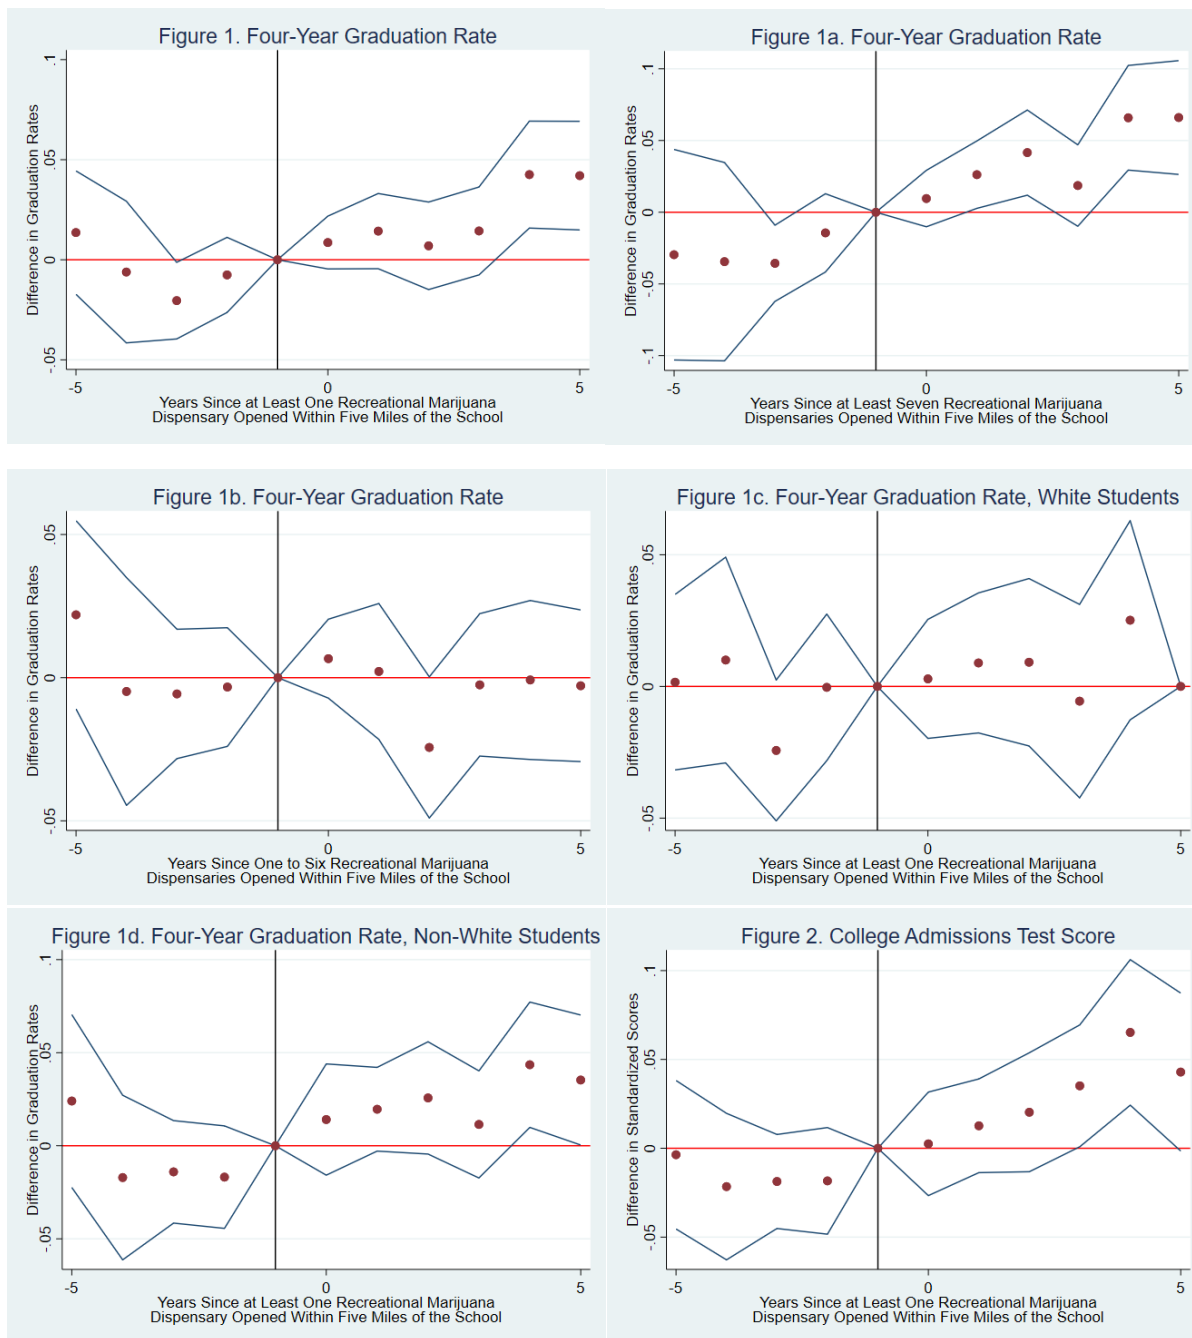 Figure 1. Four-Year Graduation Rate
Difference in Graduation Rates
.1
.05
0
-.05
-5
0
5
Years Since at Least One Recreational Marijuana
Dispensary Opened Within Five Miles of the School
Figure 1a. Four-Year Graduation Rate
Difference in Graduation Rates
.1
.05
0
-.05
-.1
-5
0
5
Years Since at Least Seven Recreational Marijuana
Dispensaries Opened Within Five Miles of the School
Figure 1b. Four-Year Graduation Rate
Difference in Graduation Rates
.05
0
-.05
-5
0
5
Years Since One to Six Recreational Marijuana
Dispensaries Opened Within Five Miles of the School
Figure 1c. Four-Year Graduation Rate, White Students
Difference in Graduation Rates
.05
0
-.05
-5
0
5
Years Since at Least One Recreational Marijuana
Dispensary Opened Within Five Miles of the School
Figure 1d. Four-Year Graduation Rate, Non-White Students
Difference in Graduation Rates
.1
.05
0
-.05
-5
0
5
Years Since at Least One Recreational Marijuana
Dispensary Opened Within Five Miles of the School
Figure 2. College Admissions Test Score
Difference in Standardized Scores
.1
.05
0
-.05
-5
0
5
Years Since at Least One Recreational Marijuana
Dispensary Opened Within Five Miles of the School